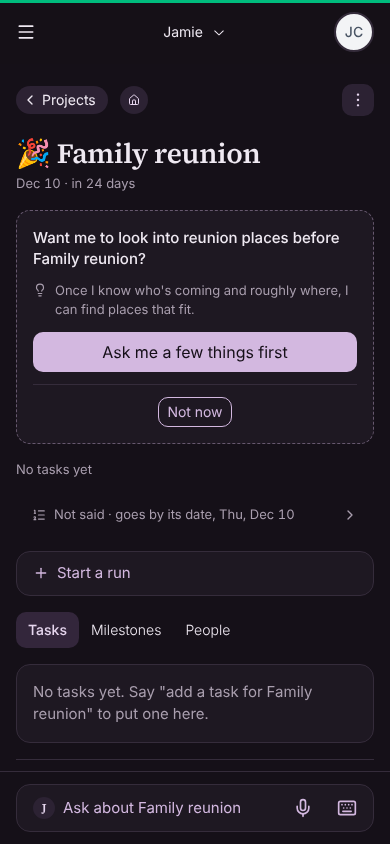 Jamie
JC
Projects
🎉 Family reunion
Dec 10 · in 24 days
Want me to look into reunion places before
Family reunion?
Once I know who's coming and roughly where, I
can find places that fit.
Ask me a few things first
Not now
No tasks yet
Not said · goes by its date, Thu, Dec 10
Start a run
Tasks Milestones People
No tasks yet. Say "add a task for Family
reunion" to put one here.
J Ask about Family reunion